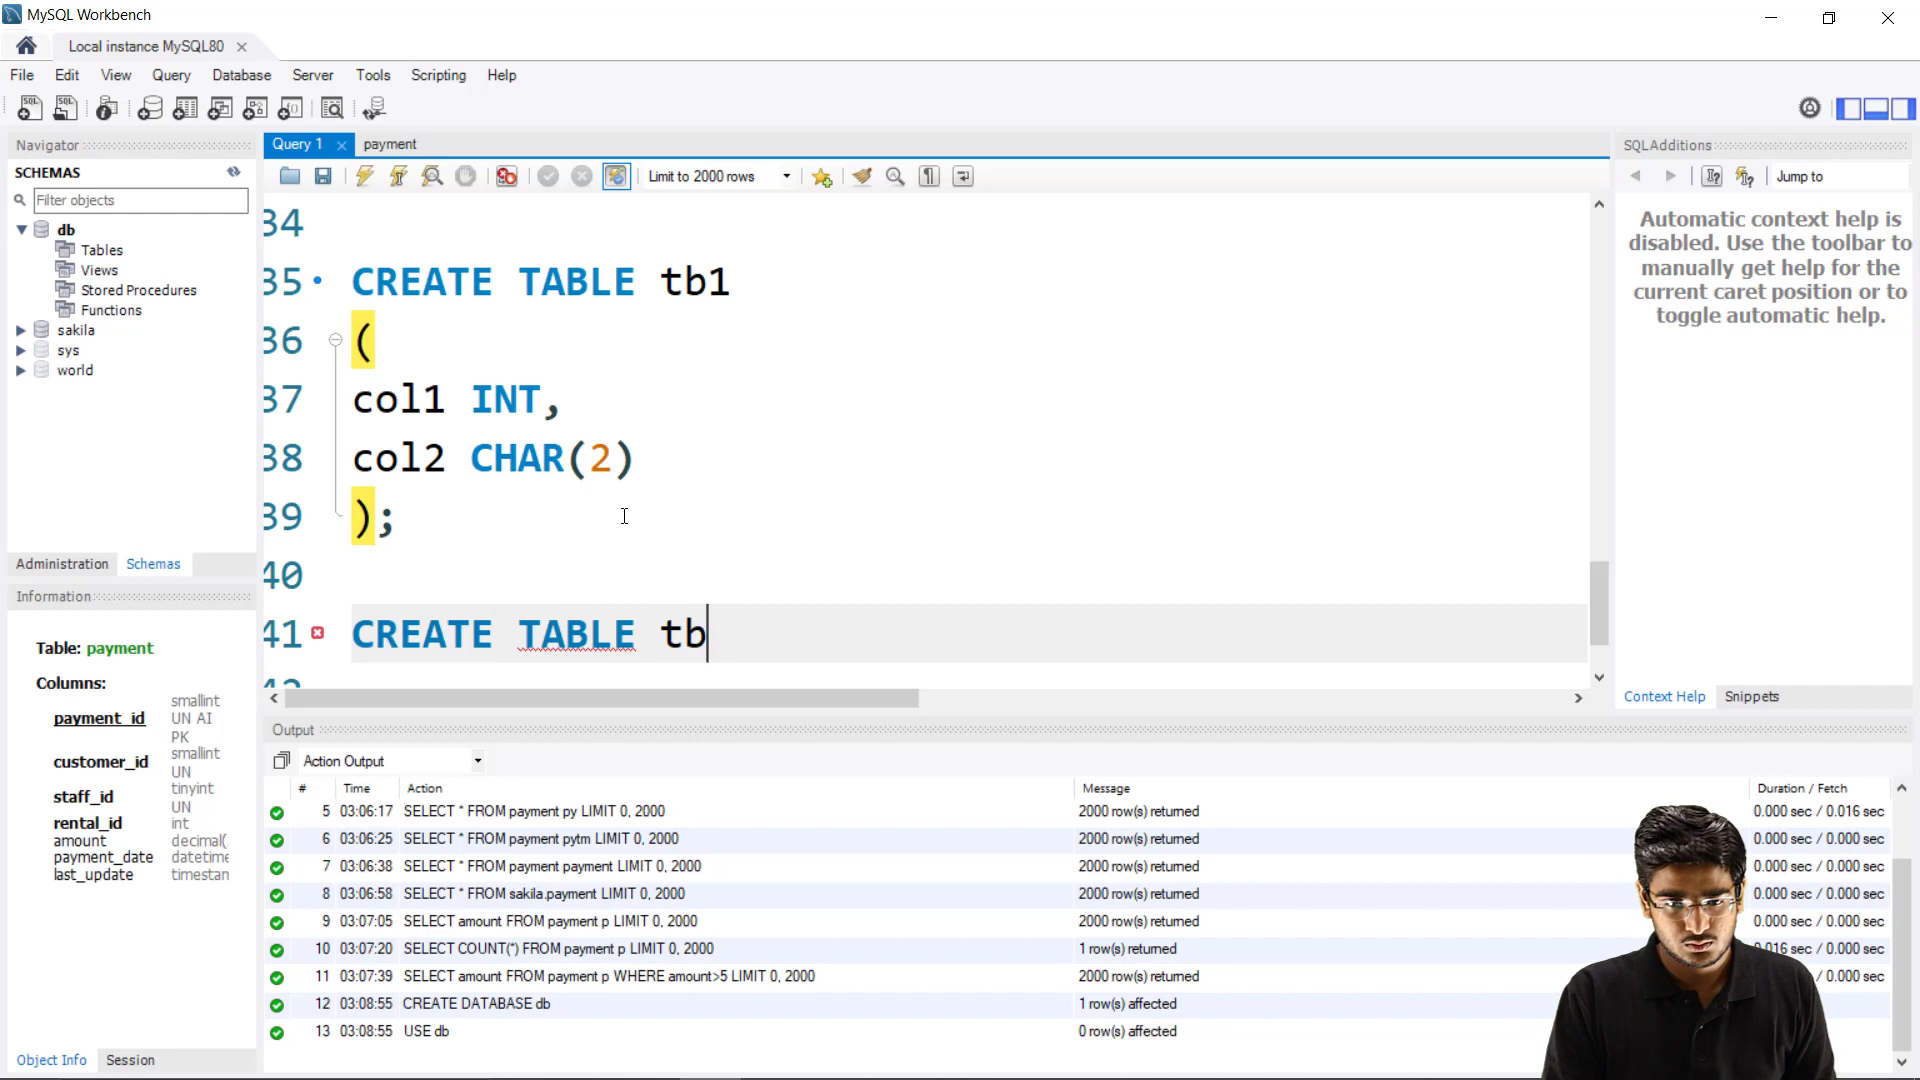 MySQL Workbench
Local instance MySQL80
File Edit View Query Database Server Tools Scripting Help
Navigator
SCHEMAS
Filter objects
db
Tables
Views
Stored Procedures
Functions
sakila
sys
world
Administration Schemas
Information
Table: payment
Columns:
payment_id smallint UN AI PK
customer_id smallint UN
staff_id tinyint UN
rental_id int
amount decimal(
payment_date datetime
last_update timestan
Object Info Session
Query 1 payment
Limit to 2000 rows
34
35 CREATE TABLE tb1
36 (
37 col1 INT,
38 col2 CHAR(2)
39 );
40
41 CREATE TABLE tb
42
SQLAdditions
Jump to
Automatic context help is
disabled. Use the toolbar to
manually get help for the
current caret position or to
toggle automatic help.
Context Help Snippets
Output
Action Output
# Time Action Message Duration / Fetch
5 03:06:17 SELECT * FROM payment py LIMIT 0, 2000 2000 row(s) returned 0.000 sec / 0.016 sec
6 03:06:25 SELECT * FROM payment pytm LIMIT 0, 2000 2000 row(s) returned 0.000 sec / 0.000 sec
7 03:06:38 SELECT * FROM payment payment LIMIT 0, 2000 2000 row(s) returned 0.000 sec / 0.000 sec
8 03:06:58 SELECT * FROM sakila.payment LIMIT 0, 2000 2000 row(s) returned 0.000 sec / 0.000 sec
9 03:07:05 SELECT amount FROM payment p LIMIT 0, 2000 2000 row(s) returned 0.000 sec / 0.000 sec
10 03:07:20 SELECT COUNT(*) FROM payment p LIMIT 0, 2000 1 row(s) returned 016 sec / 0.000 sec
11 03:07:39 SELECT amount FROM payment p WHERE amount>5 LIMIT 0, 2000 2000 row(s) returned / 0.000 sec
12 03:08:55 CREATE DATABASE db 1 row(s) affected
13 03:08:55 USE db 0 row(s) affected